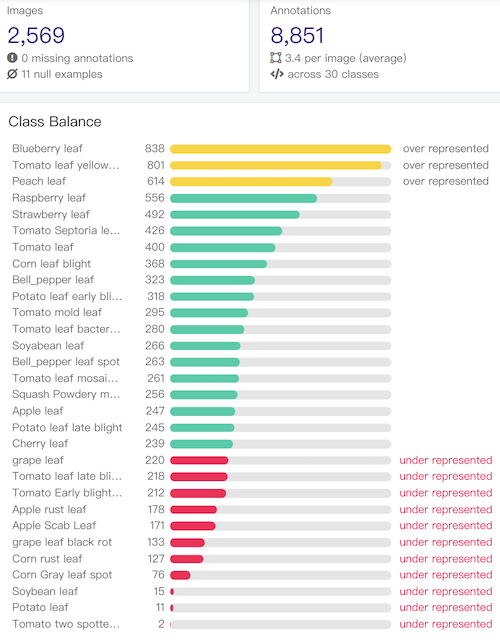 Images
Annotations
2,569
8,851
0 missing annotations
3.4 per image (average)
11 null examples
across 30 classes
Class Balance
Blueberry leaf 838 over represented
Tomato leaf yellow... 801 over represented
Peach leaf 614 over represented
Raspberry leaf 556
Strawberry leaf 492
Tomato Septoria le... 426
Tomato leaf 400
Corn leaf blight 368
Bell_pepper leaf 323
Potato leaf early bli... 318
Tomato mold leaf 295
Tomato leaf bacter... 280
Soyabean leaf 266
Bell_pepper leaf spot 263
Tomato leaf mosai... 261
Squash Powdery m... 256
Apple leaf 247
Potato leaf late blight 245
Cherry leaf 239
grape leaf 220 under represented
Tomato leaf late bli... 218 under represented
Tomato Early blight... 212 under represented
Apple rust leaf 178 under represented
Apple Scab Leaf 171 under represented
grape leaf black rot 133 under represented
Corn rust leaf 127 under represented
Corn Gray leaf spot 76 under represented
Soybean leaf 15 under represented
Potato leaf 11 under represented
Tomato two spotte... 2 under represented